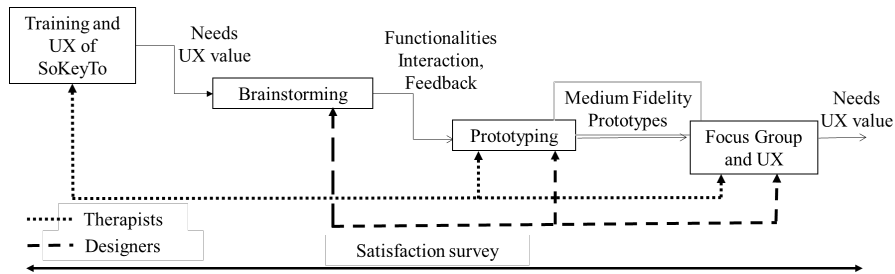 Training and
UX of
SoKeyTo
Needs
UX value
Brainstorming
Functionalities
Interaction,
Feedback
Prototyping
Medium Fidelity
Prototypes
Focus Group
and UX
Needs
UX value
Therapists
Designers
Satisfaction survey